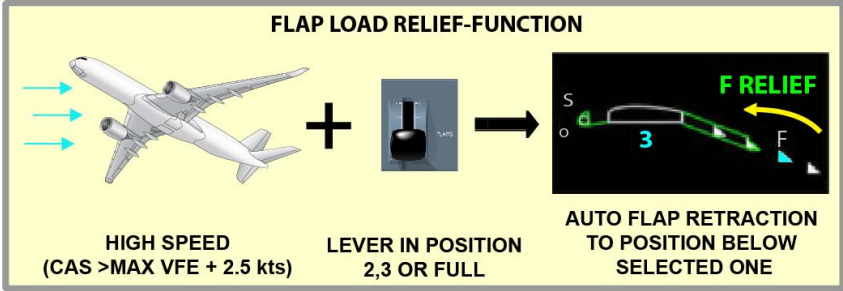 FLAP LOAD RELIEF-FUNCTION
F RELIEF
S
O
F
3
FLAPS
HIGH SPEED
(CAS >MAX VFE + 2.5 kts)
LEVER IN POSITION
2,3 OR FULL
AUTO FLAP RETRACTION
TO POSITION BELOW
SELECTED ONE